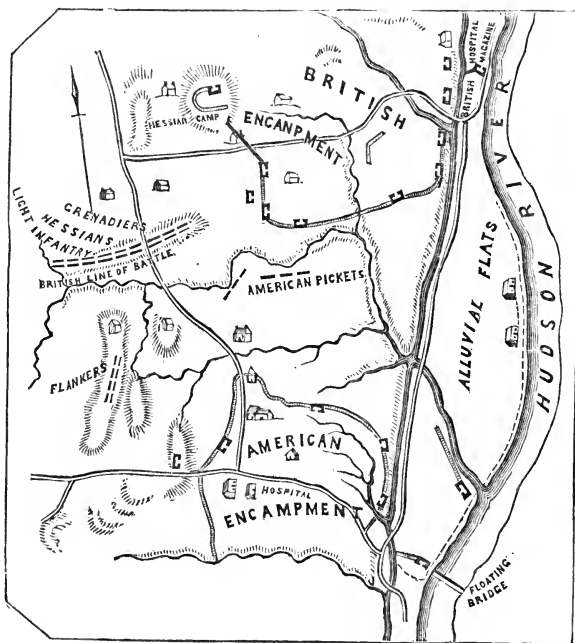 BRITISH
HOSPITAL
MAGAZINE
BRITISH
HESSIAN CAMP
ENCANPMENT
RIVER
HUDSON
ALLUVIAL FLATS
GRENADIERS
HESSIANS
LIGHT INFANTRY
BRITISH LINE OF BATTLE.
AMERICAN PICKETS
FLANKERS
AMERICAN
HOSPITAL
ENCAMPMENT
FLOATING
BRIDGE